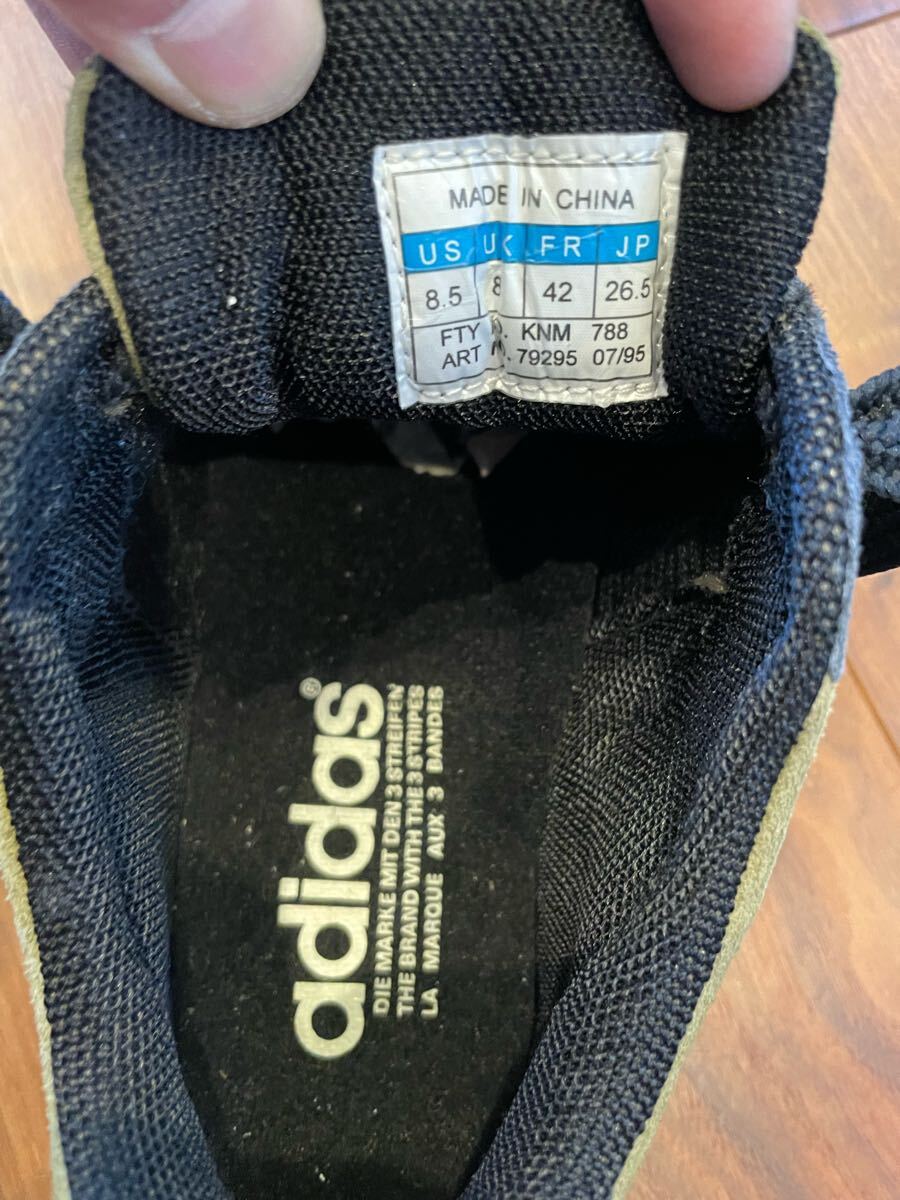 MADE IN CHINA
US UK FR JP
8.5 8 42 26.5
FTY KNM 788
ART 79295 07/95
adidas®
DIE MARKE MIT DEN 3 STREIFEN
THE BRAND WITH THE 3 STRIPES
LA MARQUE AUX 3 BANDES